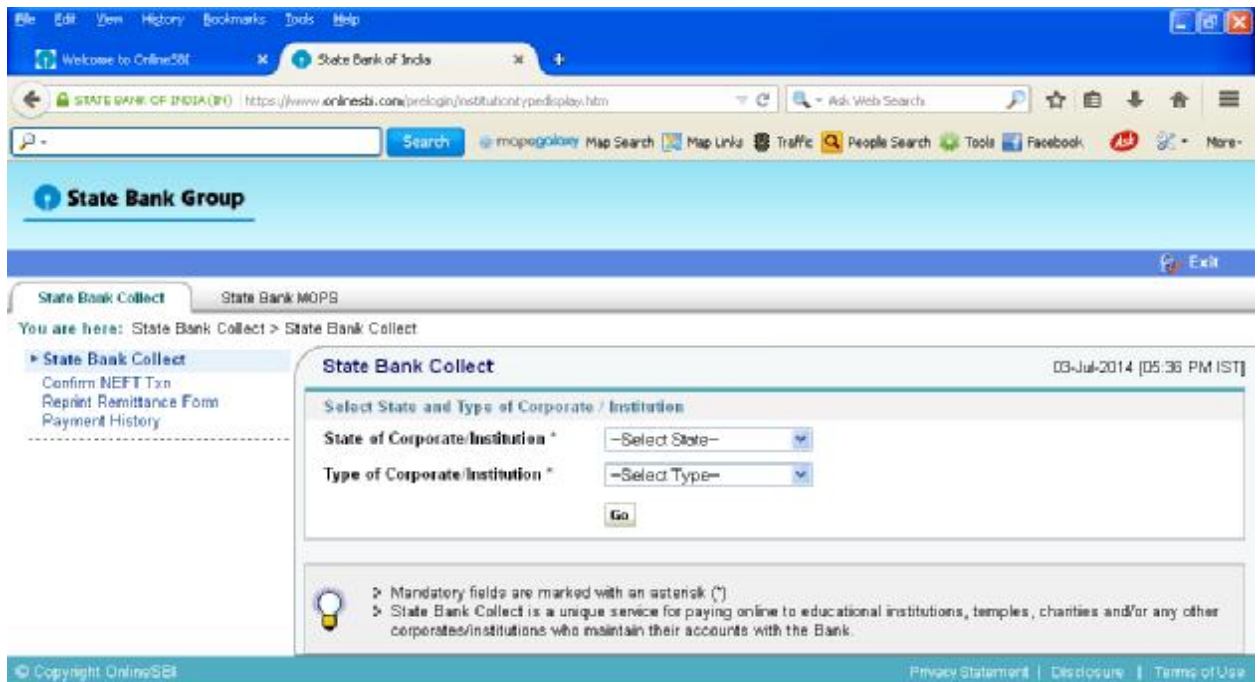 File Edit View History Bookmarks Tools Help
Welcome to OnlineSBI
State Bank of India
STATE BANK OF INDIA (IN) https://www.onlinesbi.com/prelogin/institutiontypedisplay.htm Ask Web Search
Search mapsgalaxy Map Search Map Links Traffic People Search Tools Facebook Ask More
State Bank Group
Exit
State Bank Collect State Bank MOPS
You are here: State Bank Collect > State Bank Collect
State Bank Collect
Confirm NEFT Txn
Reprint Remittance Form
Payment History
State Bank Collect 03-Jul-2014 [05:36 PM IST]
Select State and Type of Corporate / Institution
State of Corporate/Institution * --Select State--
Type of Corporate/Institution * --Select Type--
Go
Mandatory fields are marked with an asterisk (*)
State Bank Collect is a unique service for paying online to educational institutions, temples, charities and/or any other
corporates/institutions who maintain their accounts with the Bank.
© Copyright OnlineSBI Privacy Statement | Disclosure | Terms of Use